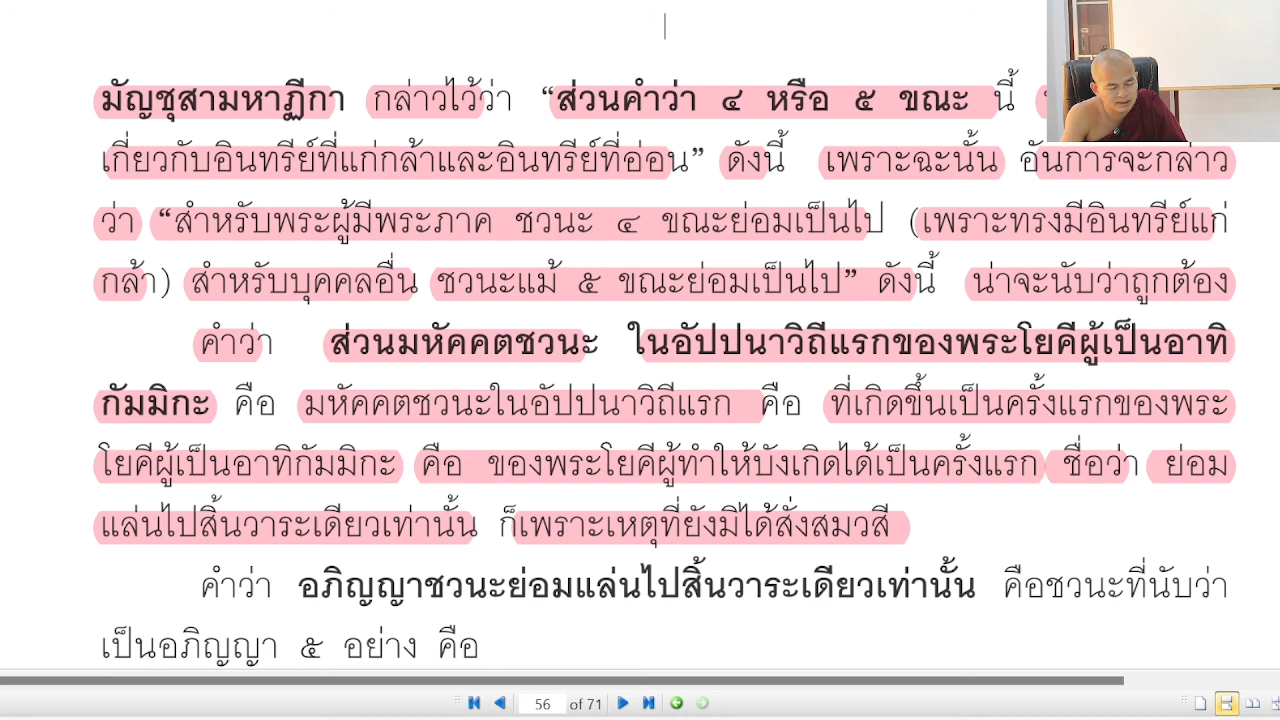 มัญชุสามหาฏีกา กล่าวไว้ว่า “ส่วนคำว่า ๔ หรือ ๕ ขณะ นี้
เกี่ยวกับอินทรีย์ที่แก่กล้าและอินทรีย์ที่อ่อน” ดังนี้ เพราะฉะนั้น อันการจะกล่าว
ว่า “สำหรับพระผู้มีพระภาค ชวนะ ๔ ขณะย่อมเป็นไป (เพราะทรงมีอินทรีย์แก่
กล้า) สำหรับบุคคลอื่น ชวนะแม้ ๕ ขณะย่อมเป็นไป” ดังนี้ น่าจะนับว่าถูกต้อง
คำว่า ส่วนมหัคคตชวนะ ในอัปปนาวิถีแรกของพระโยคีผู้เป็นอาทิ
กัมมิกะ คือ มหัคคตชวนะในอัปปนาวิถีแรก คือ ที่เกิดขึ้นเป็นครั้งแรกของพระ
โยคีผู้เป็นอาทิกัมมิกะ คือ ของพระโยคีผู้ทำให้บังเกิดได้เป็นครั้งแรก ชื่อว่า ย่อม
แล่นไปสิ้นวาระเดียวเท่านั้น ก็เพราะเหตุที่ยังมิได้สั่งสมวสี
คำว่า อภิญญาชวนะย่อมแล่นไปสิ้นวาระเดียวเท่านั้น คือชวนะที่นับว่า
เป็นอภิญญา ๕ อย่าง คือ
56 of 71